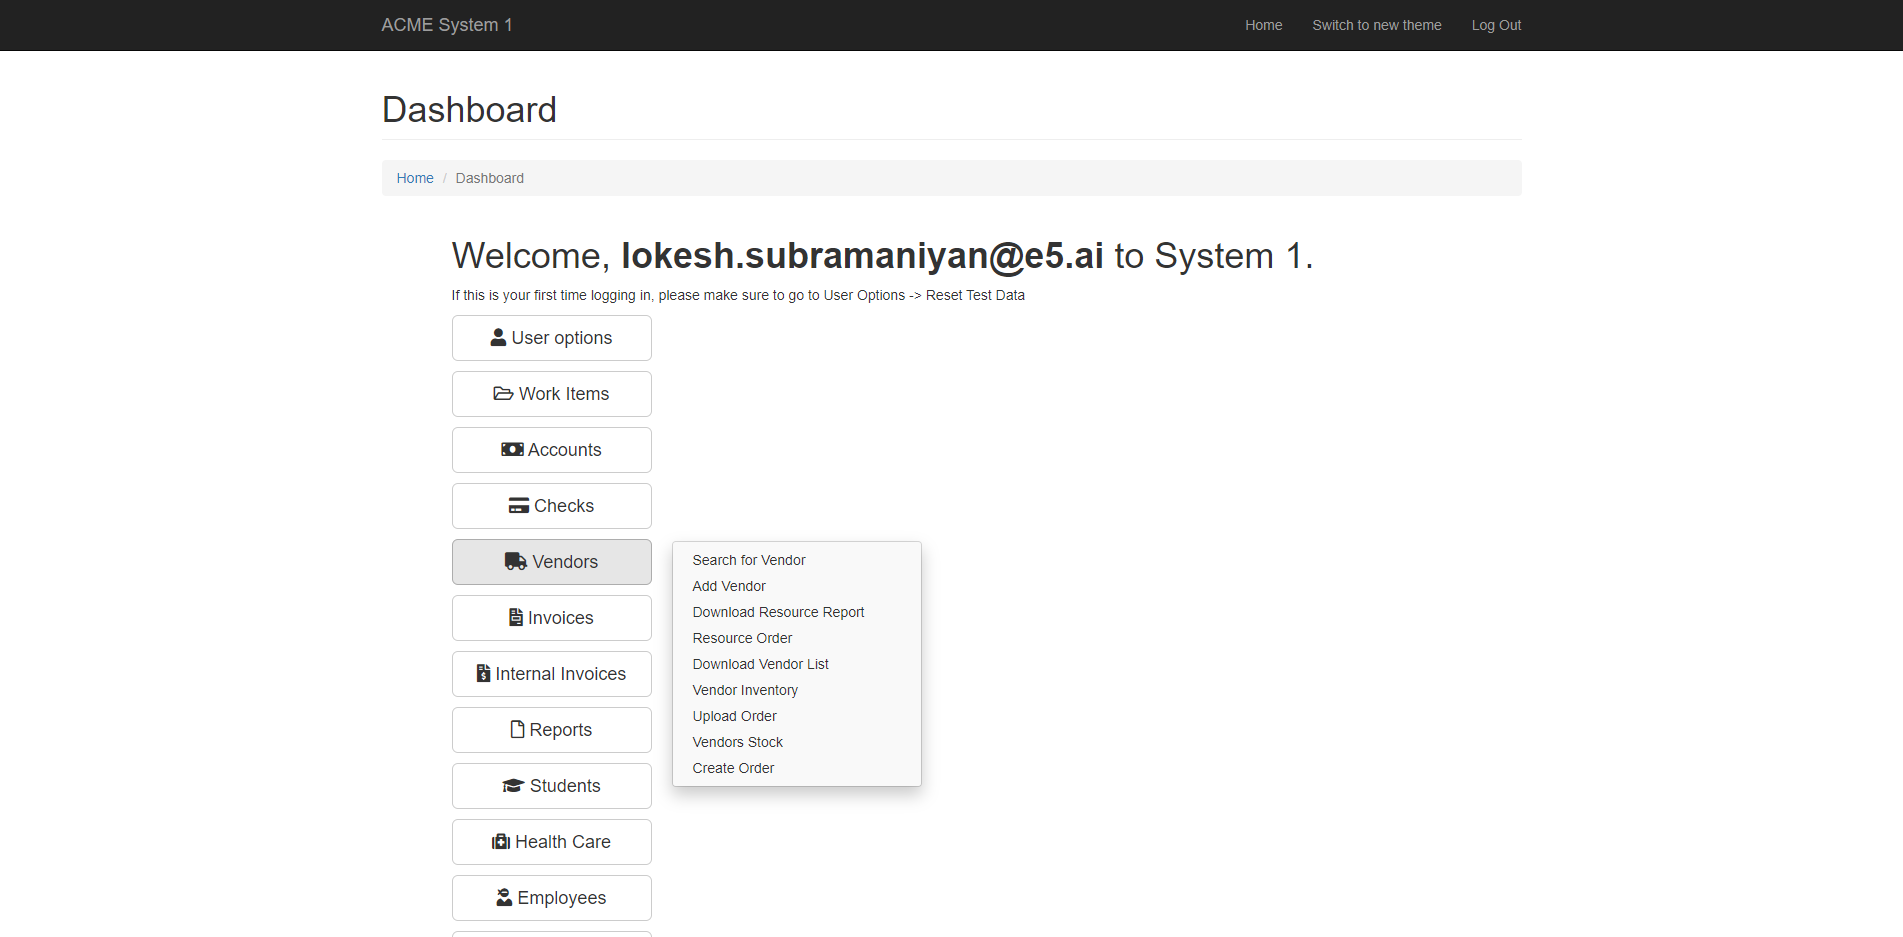 ACME System 1 Home Switch to new theme Log Out
Dashboard
Home / Dashboard
Welcome, lokesh.subramaniyan@e5.ai to System 1.
If this is your first time logging in, please make sure to go to User Options -> Reset Test Data
User options
Work Items
Accounts
Checks
Vendors
Search for Vendor
Add Vendor
Download Resource Report
Resource Order
Download Vendor List
Vendor Inventory
Upload Order
Vendors Stock
Create Order
Invoices
Internal Invoices
Reports
Students
Health Care
Employees